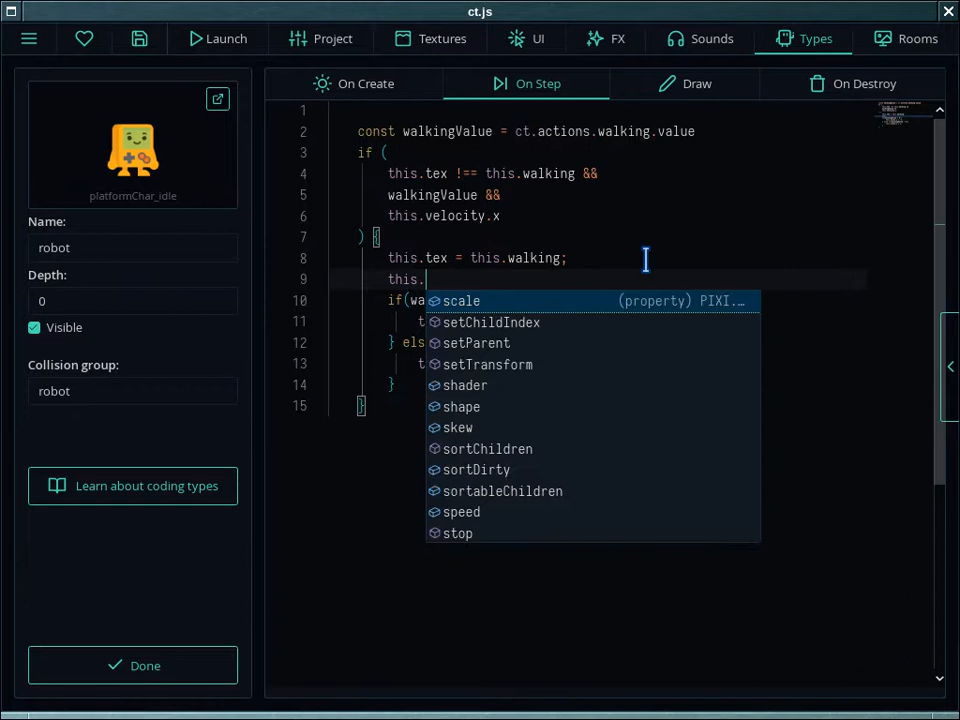 ct.js
Launch
Project
Textures
UI
FX
Sounds
Types
Rooms
platformChar_idle
Name:
robot
Depth:
0
Visible
Collision group:
robot
Learn about coding types
Done
On Create
On Step
Draw
On Destroy
1
2 const walkingValue = ct.actions.walking.value
3 if (
4 this.tex !== this.walking &&
5 walkingValue &&
6 this.velocity.x
7 ) {
8 this.tex = this.walking;
9 this.
10 if(wa
11 t
12 } els
13 t
14 }
15 }
scale (property) PIXI....
setChildIndex
setParent
setTransform
shader
shape
skew
sortChildren
sortDirty
sortableChildren
speed
stop